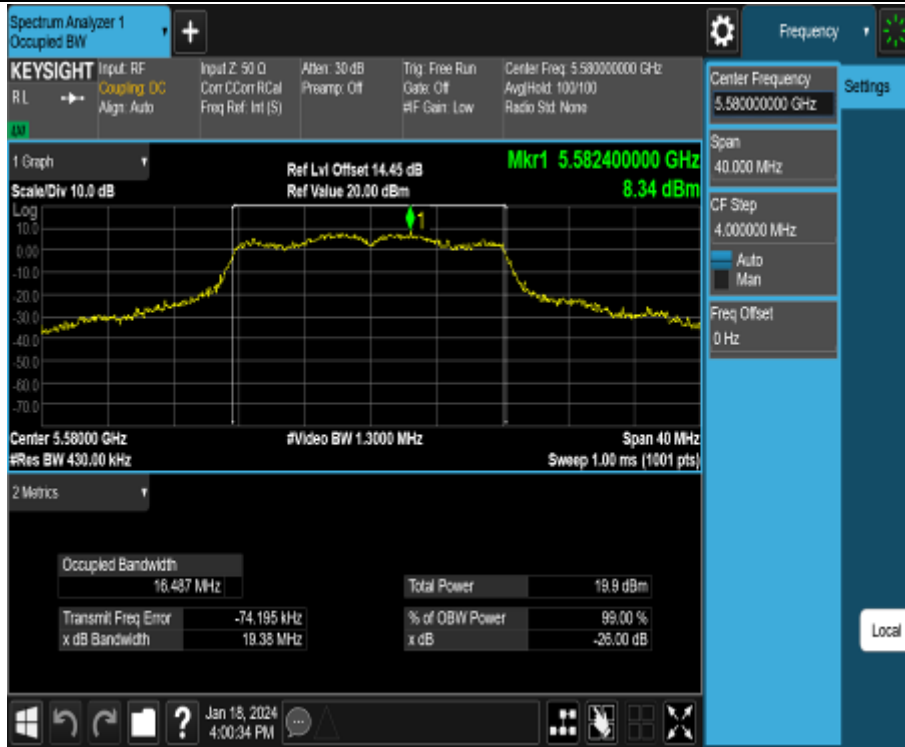 Spectrum Analyzer 1
Occupied BW
Frequency
KEYSIGHT
RL
Input: RF
Coupling: DC
Align: Auto
Input Z: 50 Ω
Corr CCorr RCal
Freq Ref: Int (S)
Atten: 30 dB
Preamp: Off
Trig: Free Run
Gate: Off
#IF Gain: Low
Center Freq: 5.580000000 GHz
Avg|Hold: 100/100
Radio Std: None
Center Frequency
5.580000000 GHz
Settings
Span
40.000 MHz
CF Step
4.000000 MHz
Auto
Man
Freq Offset
0 Hz
1 Graph
Scale/Div 10.0 dB
Ref Lvl Offset 14.45 dB
Ref Value 20.00 dBm
Mkr1 5.582400000 GHz
8.34 dBm
Log
10.0
0.00
-10.0
-20.0
-30.0
-40.0
-50.0
-60.0
-70.0
1
Center 5.58000 GHz
#Video BW 1.3000 MHz
Span 40 MHz
#Res BW 430.00 kHz
Sweep 1.00 ms (1001 pts)
2 Metrics
Occupied Bandwidth
16.487 MHz
Total Power 19.9 dBm
Transmit Freq Error -74.195 kHz
% of OBW Power 99.00 %
x dB Bandwidth 19.38 MHz
x dB -26.00 dB
Local
Jan 18, 2024
4:00:34 PM